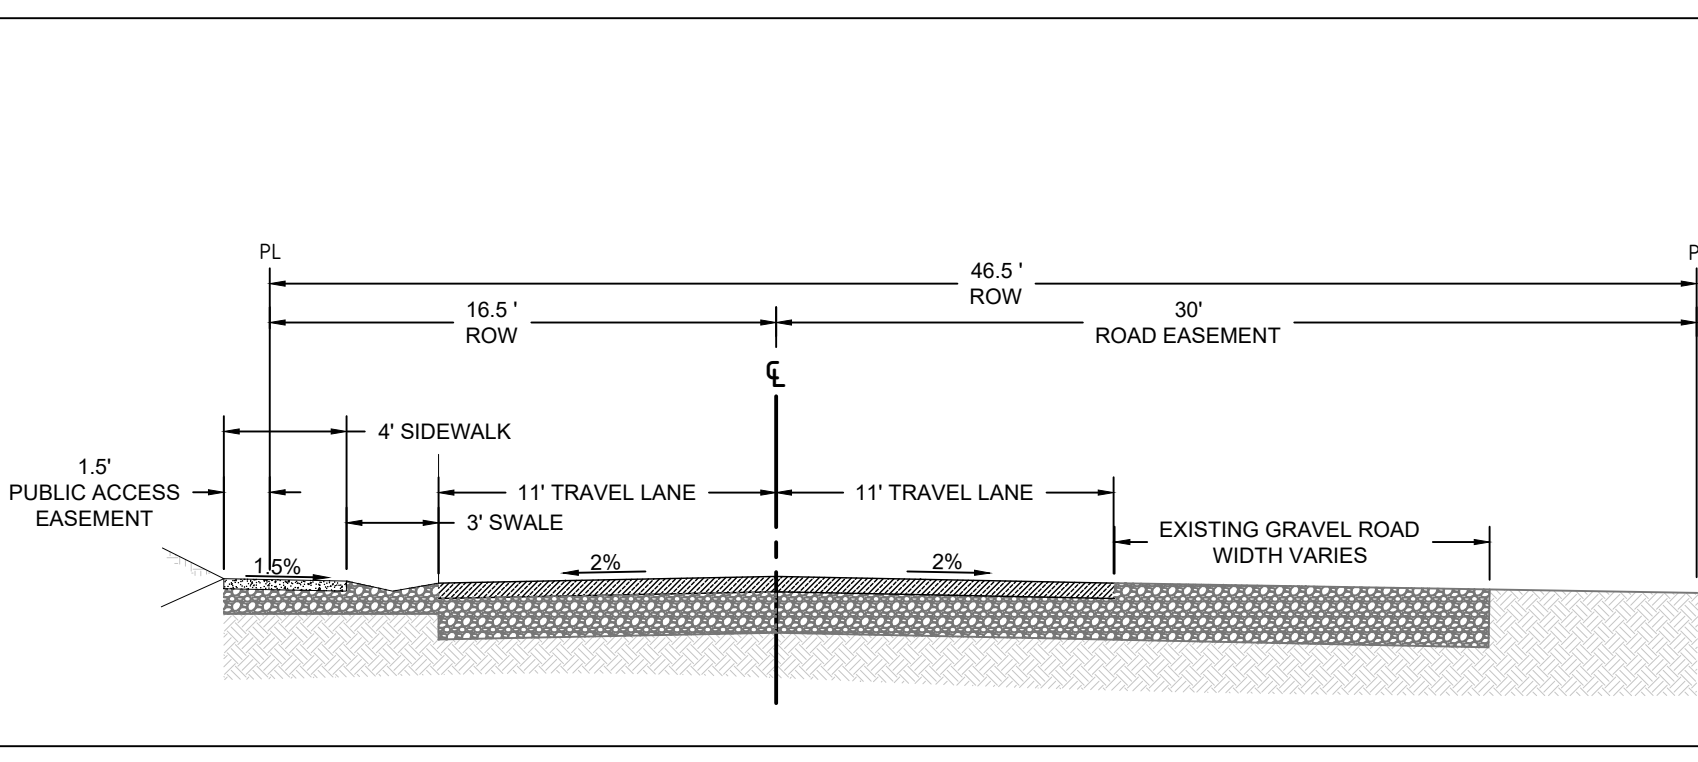 PL
P
46.5 '
ROW
16.5 '
ROW
30'
ROAD EASEMENT
℄
4' SIDEWALK
1.5'
PUBLIC ACCESS
EASEMENT
11' TRAVEL LANE
11' TRAVEL LANE
3' SWALE
EXISTING GRAVEL ROAD
WIDTH VARIES
1.5%
2%
2%